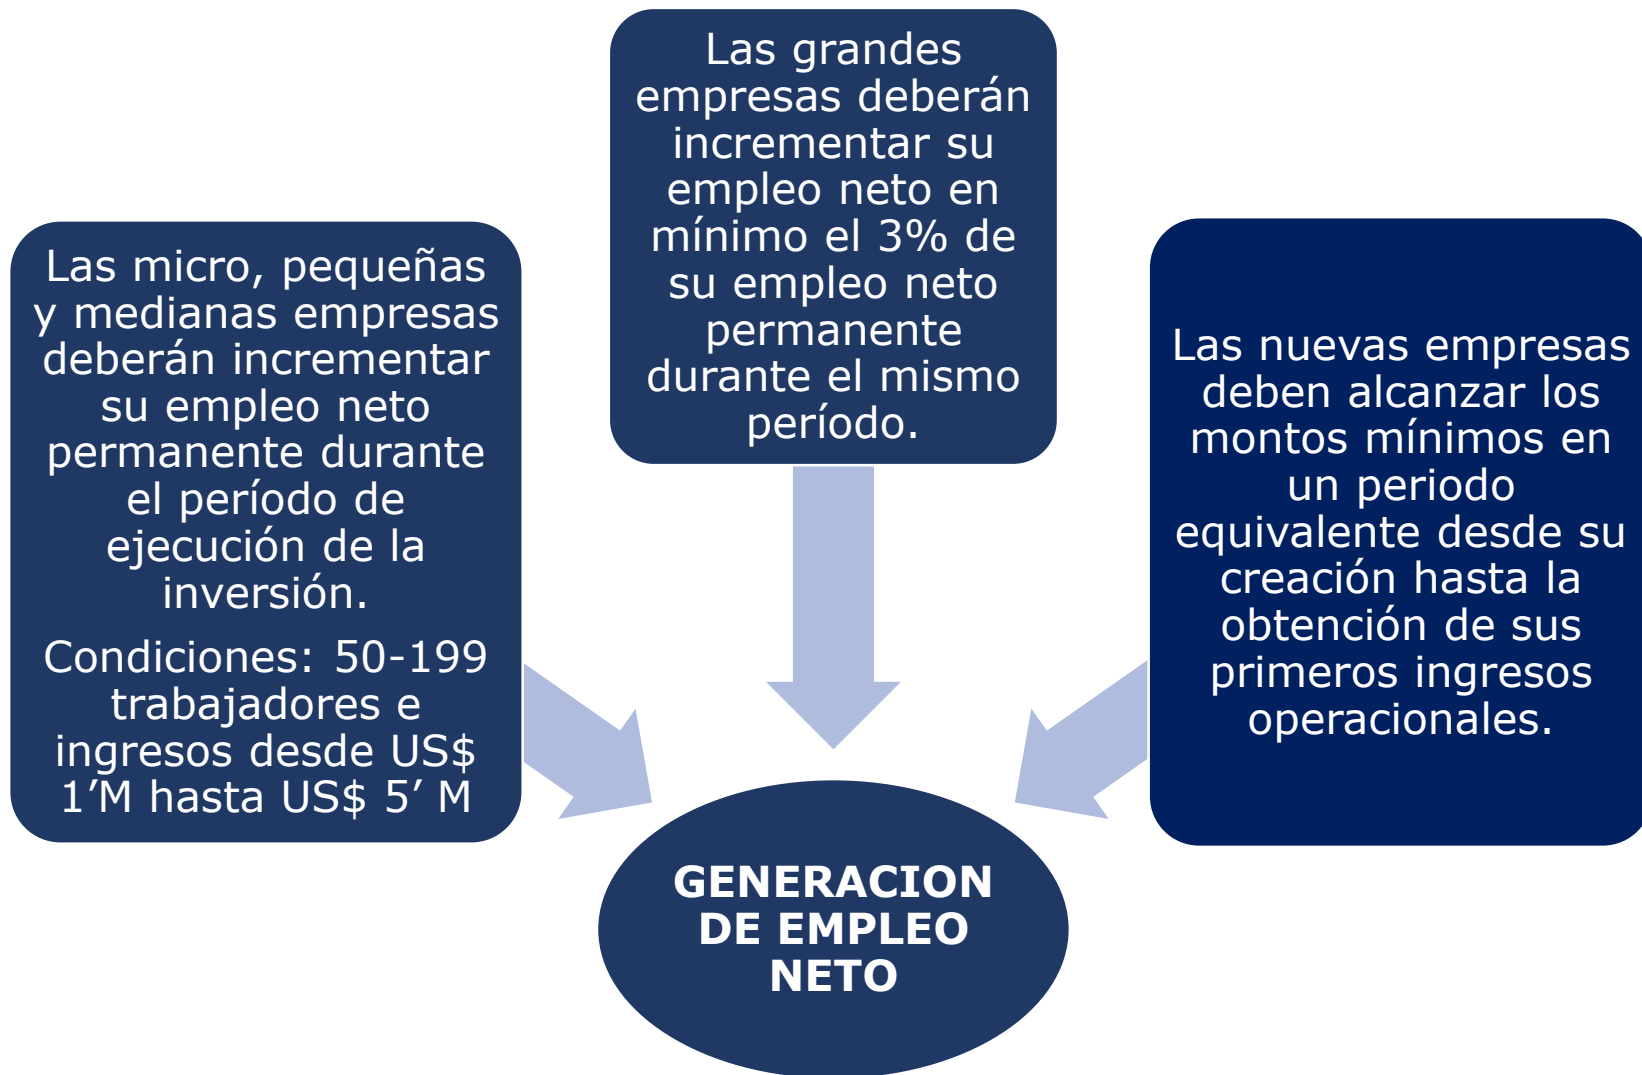 Las micro, pequeñas
y medianas empresas
deberán incrementar
su empleo neto
permanente durante
el período de
ejecución de la
inversión.
Condiciones: 50-199
trabajadores e
ingresos desde US$
1’M hasta US$ 5’ M
Las grandes
empresas deberán
incrementar su
empleo neto en
mínimo el 3% de
su empleo neto
permanente
durante el mismo
período.
Las nuevas empresas
deben alcanzar los
montos mínimos en
un periodo
equivalente desde su
creación hasta la
obtención de sus
primeros ingresos
operacionales.
GENERACION
DE EMPLEO
NETO